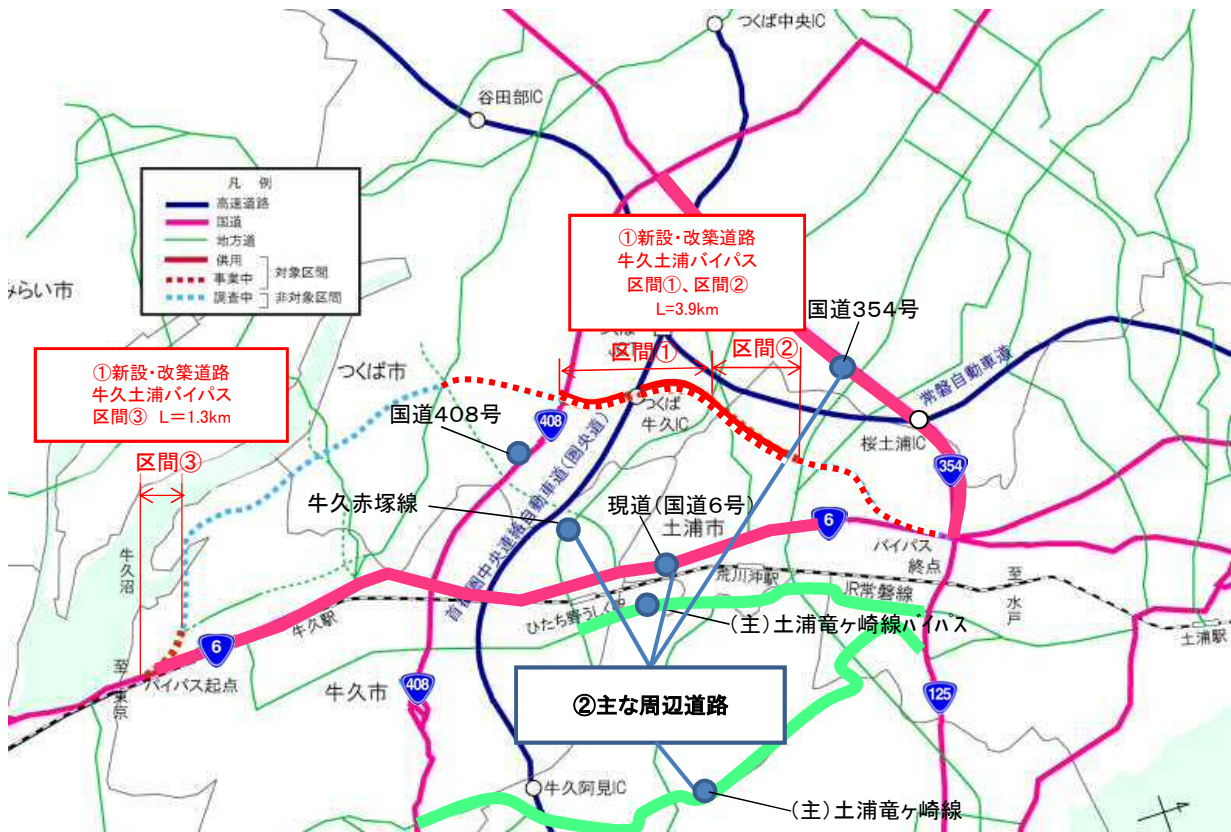 つくば中央IC
谷田部IC
凡 例
高速道路
国道
地方道
供用
事業中
対象区間
調査中
非対象区間
みらい市
①新設・改築道路
牛久土浦バイパス
区間①、区間②
L=3.9km
国道354号
①新設・改築道路
牛久土浦バイパス
区間③ L=1.3km
区間①
区間②
常磐自動車道
つくば市
国道408号
408
つくば
牛久IC
桜土浦IC
354
区間③
牛久赤塚線
首都圏中央連絡自動車道(圏央道)
現道(国道6号)
土浦市
6
バイパス
終点
牛久沼
牛久駅
ひたち野うしく駅
荒川沖駅
JR常磐線
至
水戸
土浦駅
(主)土浦竜ヶ崎線バイパス
6
至
東京
バイパス起点
牛久市
408
②主な周辺道路
125
牛久阿見IC
(主)土浦竜ヶ崎線